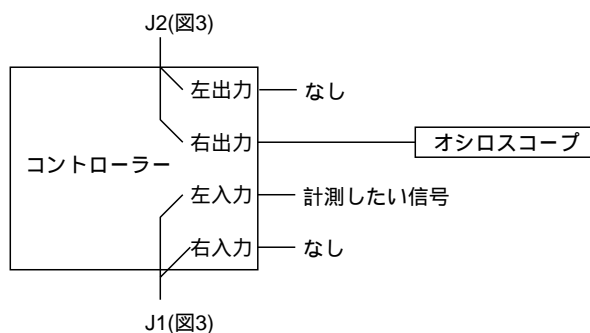 J2(図3)
左出力
なし
右出力
オシロスコープ
コントローラー
左入力
計測したい信号
右入力
なし
J1(図3)